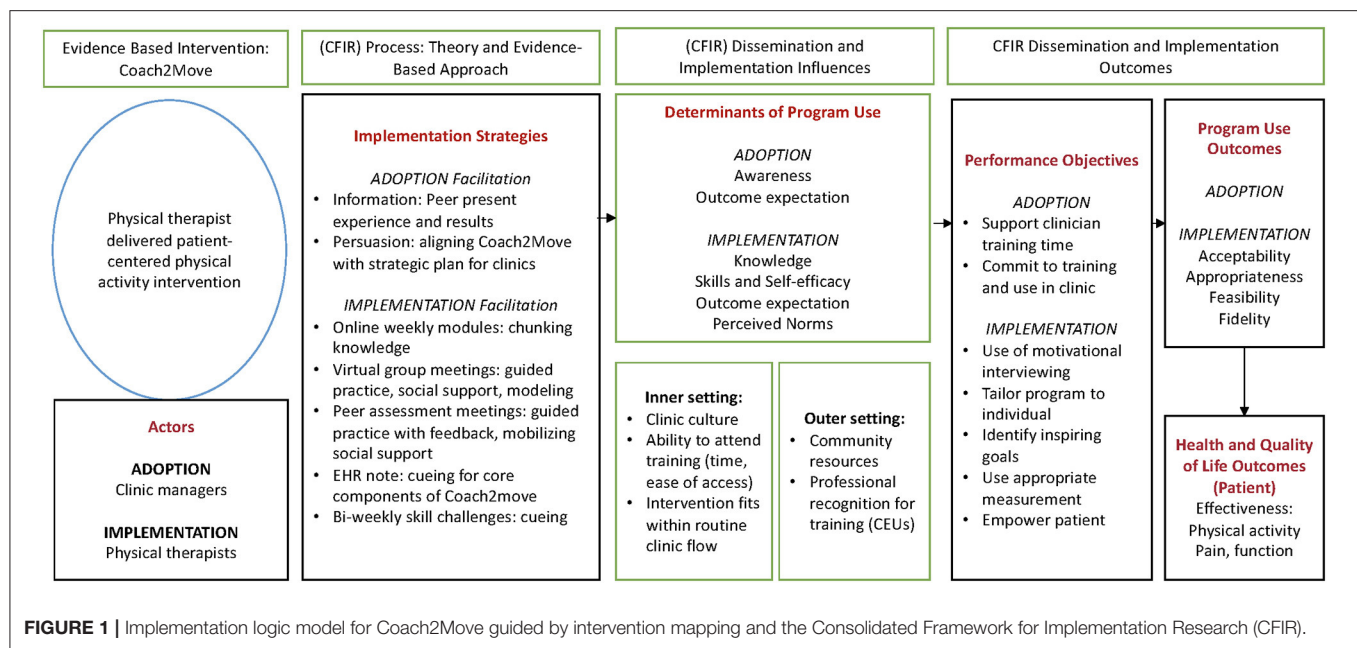 Evidence Based Intervention:
Coach2Move
(CFIR) Process: Theory and Evidence-
Based Approach
(CFIR) Dissemination and
Implementation Influences
CFIR Dissemination and Implementation
Outcomes
Physical therapist
delivered patient-
centered physical
activity intervention
Actors
ADOPTION
Clinic managers
IMPLEMENTATION
Physical therapists
Implementation Strategies
ADOPTION Facilitation
• Information: Peer present
experience and results
• Persuasion: aligning Coach2Move
with strategic plan for clinics
IMPLEMENTATION Facilitation
• Online weekly modules: chunking
knowledge
• Virtual group meetings: guided
practice, social support, modeling
• Peer assessment meetings: guided
practice with feedback, mobilizing
social support
• EHR note: cueing for core
components of Coach2move
• Bi-weekly skill challenges: cueing
Determinants of Program Use
ADOPTION
Awareness
Outcome expectation
IMPLEMENTATION
Knowledge
Skills and Self-efficacy
Outcome expectation
Perceived Norms
Inner setting:
• Clinic culture
• Ability to attend
training (time,
ease of access)
• Intervention fits
within routine
clinic flow
Outer setting:
• Community
resources
• Professional
recognition for
training (CEUs)
Performance Objectives
ADOPTION
• Support clinician
training time
• Commit to training
and use in clinic
IMPLEMENTATION
• Use of motivational
interviewing
• Tailor program to
individual
• Identify inspiring
goals
• Use appropriate
measurement
• Empower patient
Program Use
Outcomes
ADOPTION
IMPLEMENTATION
Acceptability
Appropriateness
Feasibility
Fidelity
Health and Quality
of Life Outcomes
(Patient)
Effectiveness:
Physical activity
Pain, function
FIGURE 1 | Implementation logic model for Coach2Move guided by intervention mapping and the Consolidated Framework for Implementation Research (CFIR).